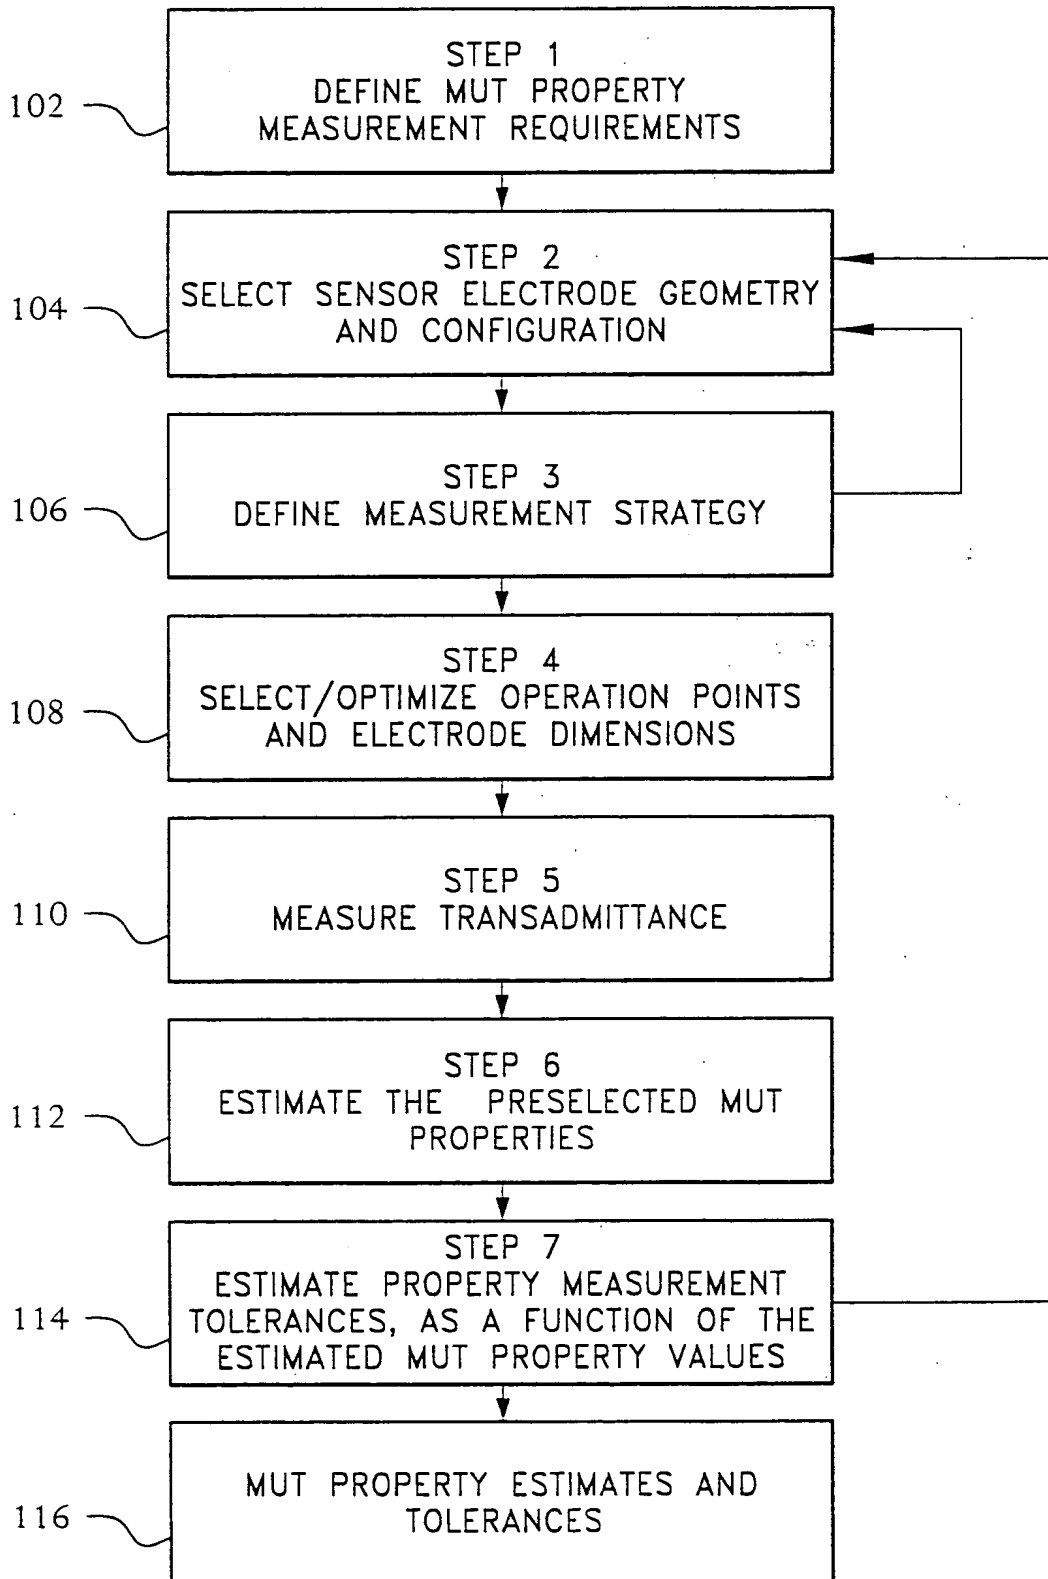 STEP 1
DEFINE MUT PROPERTY
MEASUREMENT REQUIREMENTS
102
STEP 2
SELECT SENSOR ELECTRODE GEOMETRY
AND CONFIGURATION
104
STEP 3
DEFINE MEASUREMENT STRATEGY
106
STEP 4
SELECT/OPTIMIZE OPERATION POINTS
AND ELECTRODE DIMENSIONS
108
STEP 5
MEASURE TRANSADMITTANCE
110
STEP 6
ESTIMATE THE PRESELECTED MUT
PROPERTIES
112
STEP 7
ESTIMATE PROPERTY MEASUREMENT
TOLERANCES, AS A FUNCTION OF THE
ESTIMATED MUT PROPERTY VALUES
114
MUT PROPERTY ESTIMATES AND
TOLERANCES
116